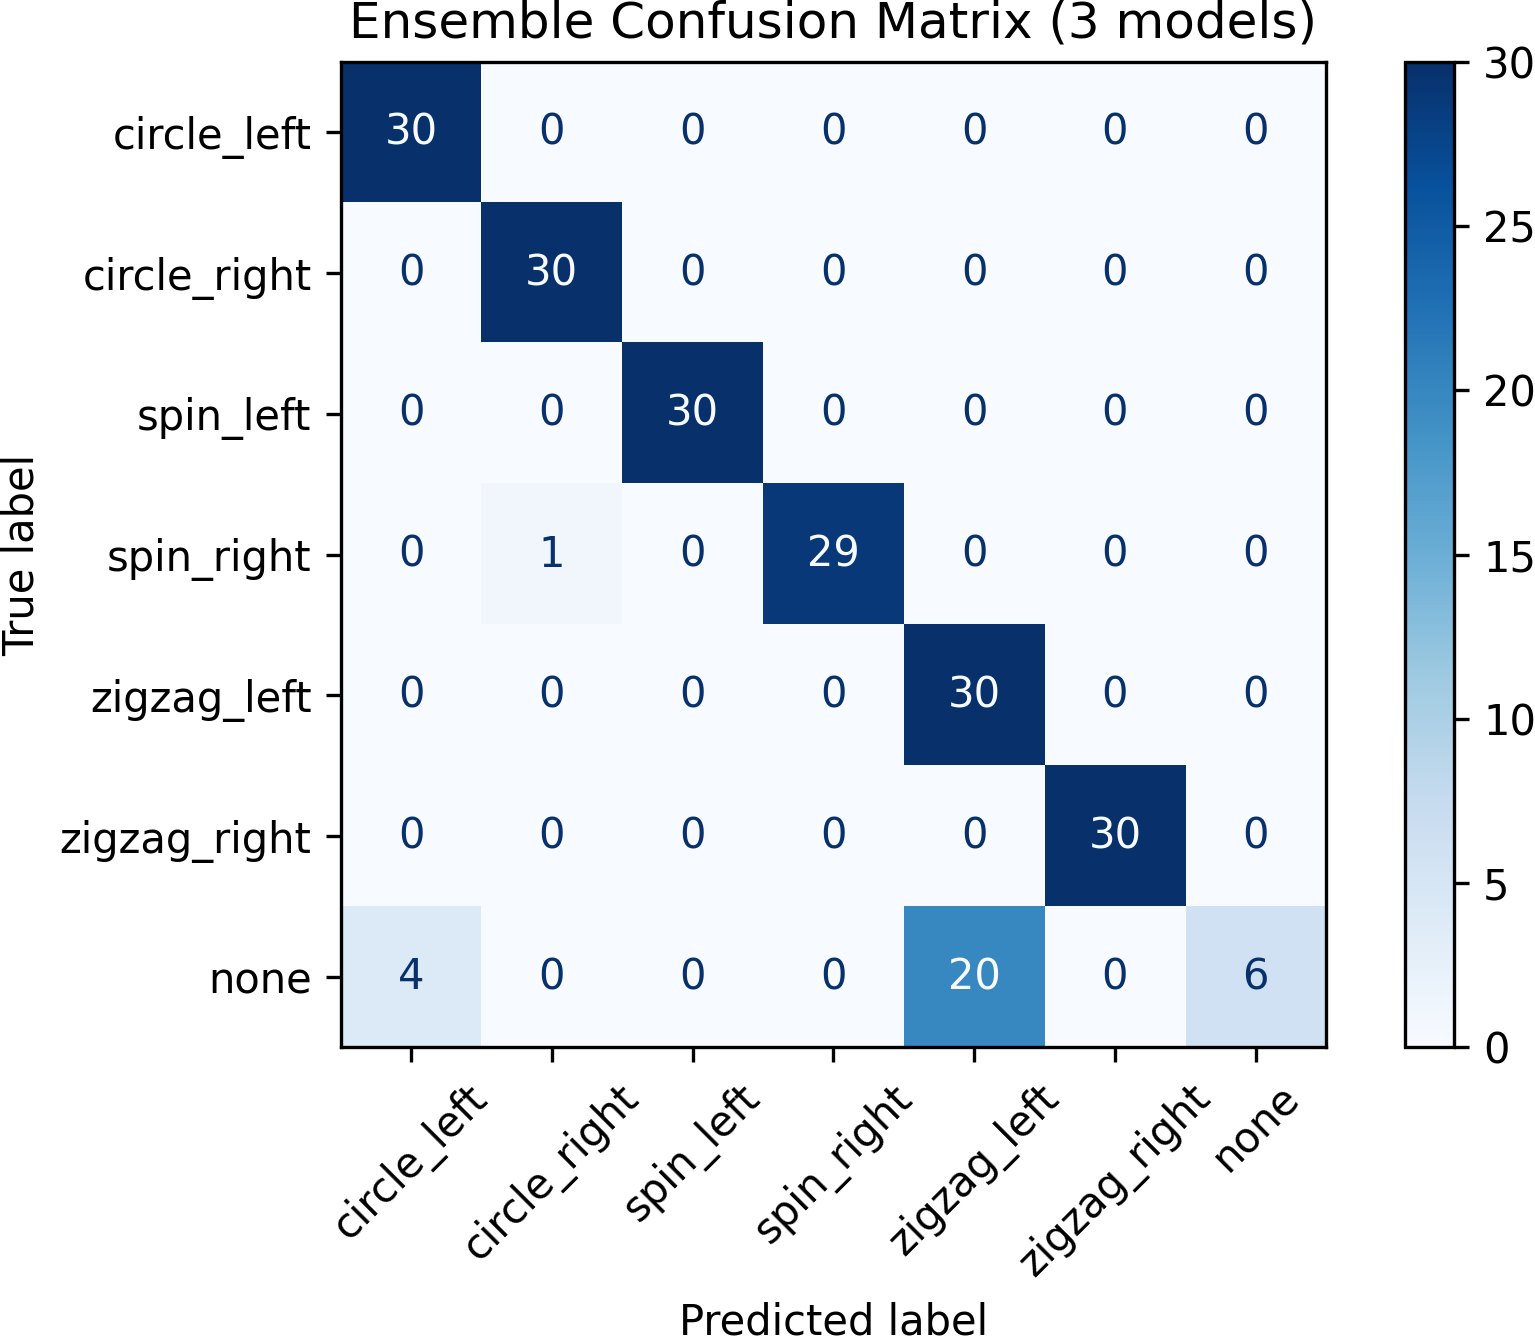 Ensemble Confusion Matrix (3 models)
circle_left 30 0 0 0 0 0 0
circle_right 0 30 0 0 0 0 0
spin_left 0 0 30 0 0 0 0
spin_right 0 1 0 29 0 0 0
zigzag_left 0 0 0 0 30 0 0
zigzag_right 0 0 0 0 0 30 0
none 4 0 0 0 20 0 6
True label
circle_left circle_right spin_left spin_right zigzag_left zigzag_right none
Predicted label
30
25
20
15
10
5
0